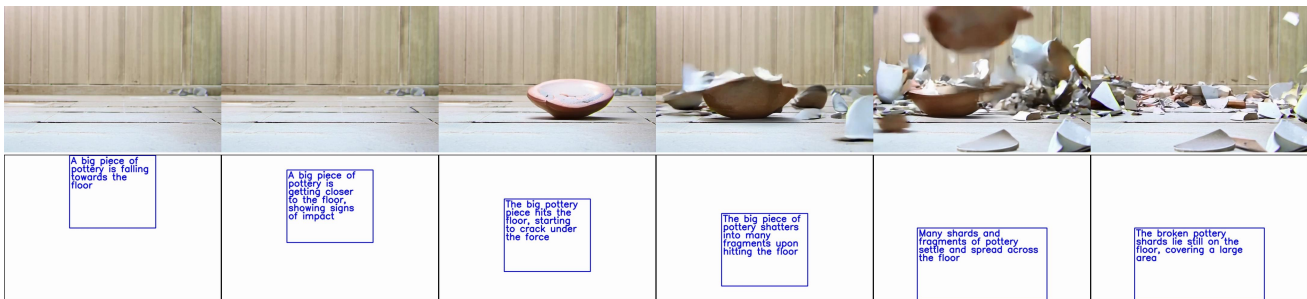 A big piece of
pottery is falling
towards the
floor
A big piece of
pottery is
getting closer
to the floor,
showing signs
of impact
The big pottery
piece hits the
floor, starting
to crack under
the force
The big piece of
pottery shatters
into many
fragments upon
hitting the floor
Many shards and
fragments of pottery
settle and spread across
the floor
The broken pottery
shards lie still on the
floor, covering a large
area